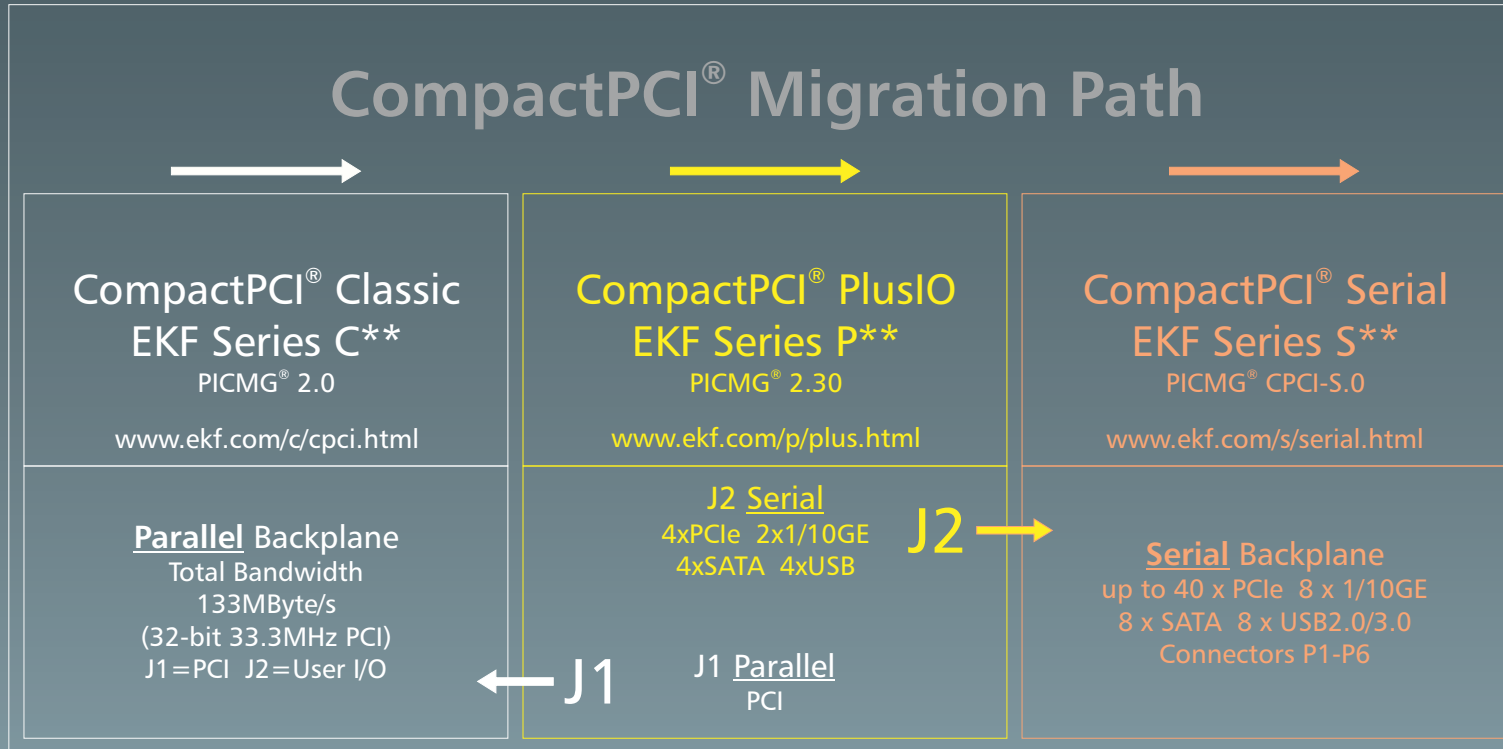 CompactPCI® Migration Path
CompactPCI® Classic
EKF Series C**
PICMG® 2.0
www.ekf.com/c/cpci.html
Parallel Backplane
Total Bandwidth
133MByte/s
(32-bit 33.3MHz PCI)
J1=PCI J2=User I/O
CompactPCI® PlusIO
EKF Series P**
PICMG® 2.30
www.ekf.com/p/plus.html
J2 Serial
4xPCIe 2x1/10GE
4xSATA 4xUSB
J2
J1
J1 Parallel
PCI
CompactPCI® Serial
EKF Series S**
PICMG® CPCI-S.0
www.ekf.com/s/serial.html
Serial Backplane
up to 40 x PCIe 8 x 1/10GE
8 x SATA 8 x USB2.0/3.0
Connectors P1-P6